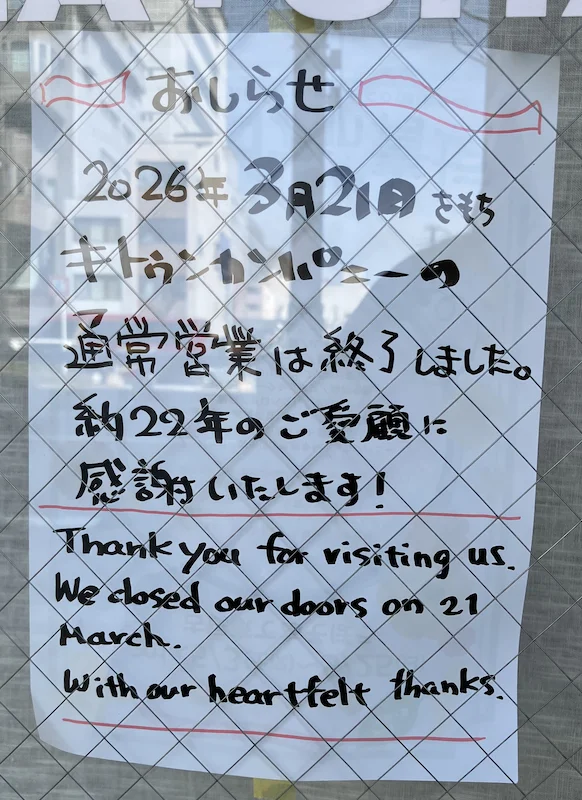 おしらせ
2026年3月21日をもち
キトウンカンパニーの
通常営業は終了しました。
約22年のご愛顧に
感謝いたします!
Thank you for visiting us.
We closed our doors on 21
March.
With our heartfelt thanks.